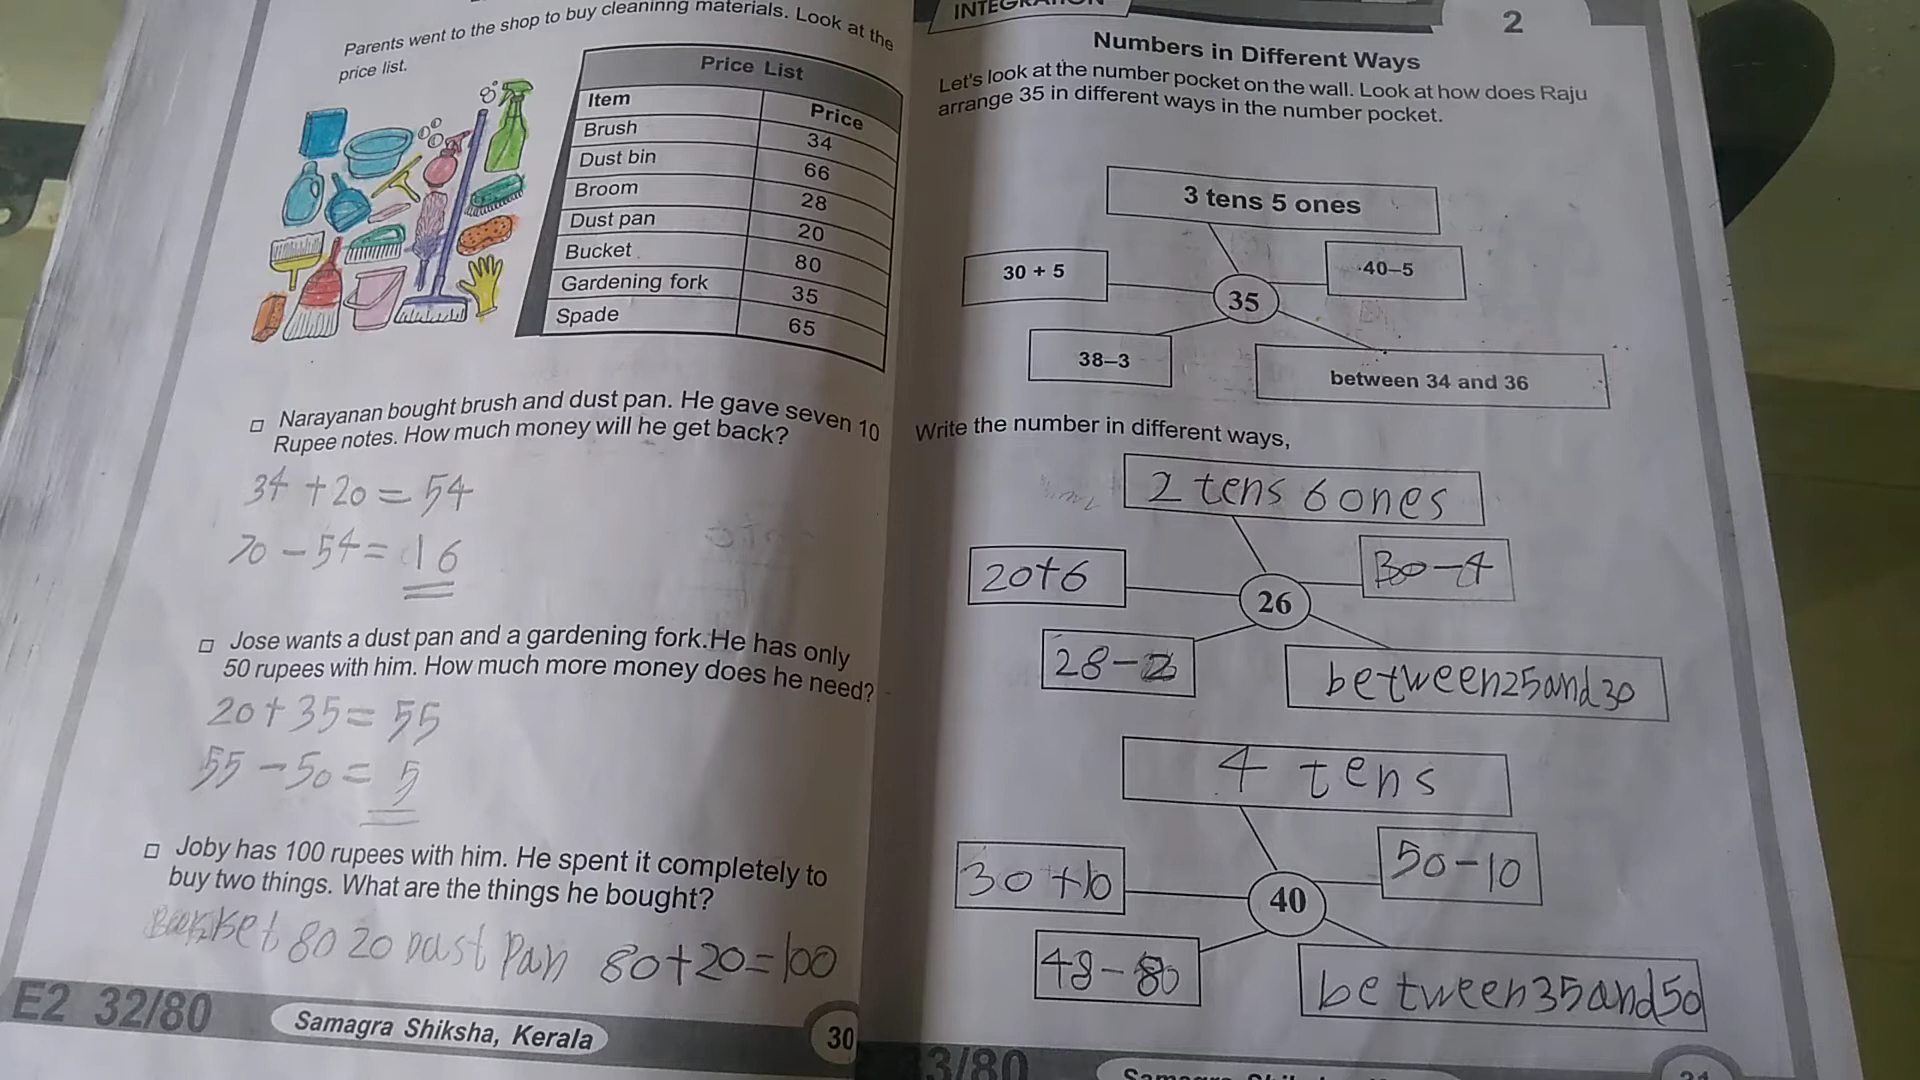 Parents went to the shop to buy cleaninng materials. Look at the
price list.
Price List
Item Price
Brush 34
Dust bin 66
Broom 28
Dust pan 20
Bucket 80
Gardening fork 35
Spade 65
Narayanan bought brush and dust pan. He gave seven 10
Rupee notes. How much money will he get back?
34 + 20 = 54
70 - 54 = 16
Jose wants a dust pan and a gardening fork.He has only
50 rupees with him. How much more money does he need?
20 + 35 = 55
55 - 50 = 5
Joby has 100 rupees with him. He spent it completely to
buy two things. What are the things he bought?
80 20 Dust Pan 80+20=100
E2 32/80
Samagra Shiksha, Kerala
30
INTEGRATION
2
Numbers in Different Ways
Let's look at the number pocket on the wall. Look at how does Raju
arrange 35 in different ways in the number pocket.
3 tens 5 ones
30 + 5
40–5
35
38–3
between 34 and 36
Write the number in different ways,
2 tens 6 ones
20+6
30-4
26
28-2
between25and30
4 tens
30+10
50-10
40
between35and50
3/80